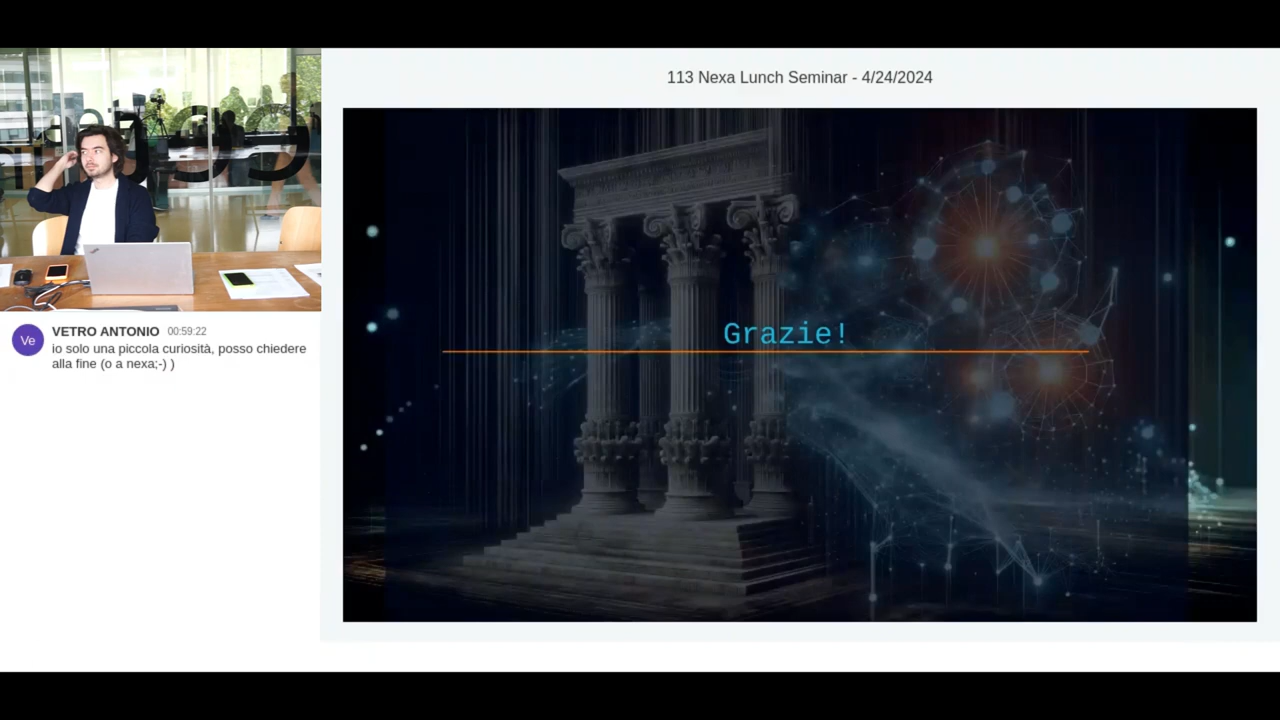 113 Nexa Lunch Seminar - 4/24/2024
VETRO ANTONIO 00:59:22
Ve
io solo una piccola curiosità, posso chiedere
alla fine (o a nexa;-) )
Grazie!